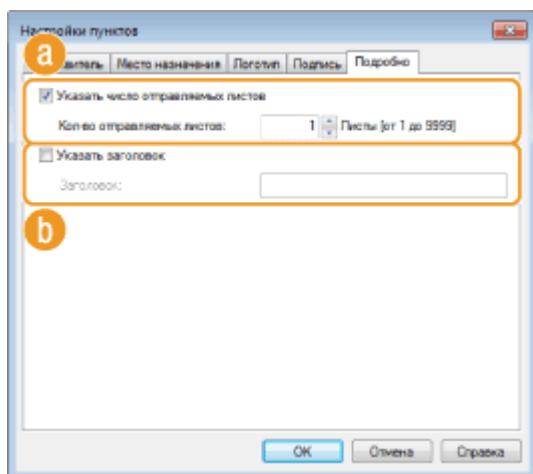 Настройки пунктов
a
Место назначения Логотип Подпись Подробно
Указать число отправляемых листов
Кол-во отправляемых листов: 1 Листы [от 1 до 9999]
Указать заголовок
Заголовок:
b
OK Отмена Справка